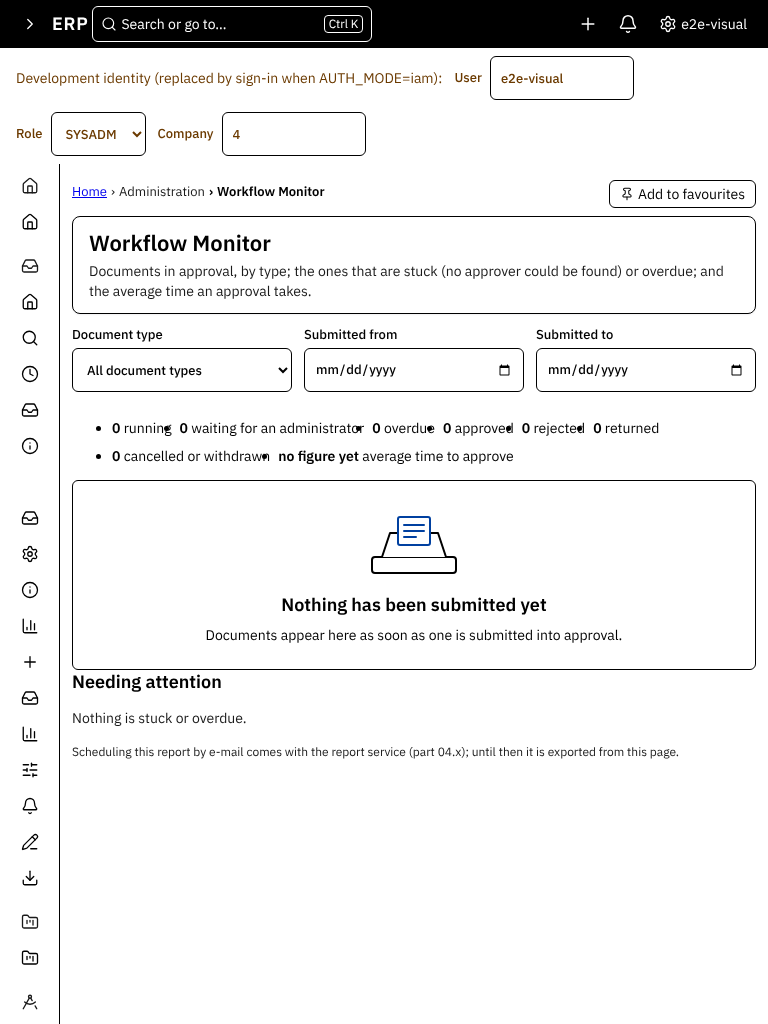 ERP Search or go to... Ctrl K e2e-visual
Development identity (replaced by sign-in when AUTH_MODE=iam): User e2e-visual
Role SYSADM Company 4
Home › Administration › Workflow Monitor Add to favourites
Workflow Monitor
Documents in approval, by type; the ones that are stuck (no approver could be found) or overdue; and
the average time an approval takes.
Document type Submitted from Submitted to
All document types mm/dd/yyyy mm/dd/yyyy
• 0 running • 0 waiting for an administrator • 0 overdue • 0 approved • 0 rejected • 0 returned
• 0 cancelled or withdrawn • no figure yet average time to approve
Nothing has been submitted yet
Documents appear here as soon as one is submitted into approval.
Needing attention
Nothing is stuck or overdue.
Scheduling this report by e-mail comes with the report service (part 04.x); until then it is exported from this page.